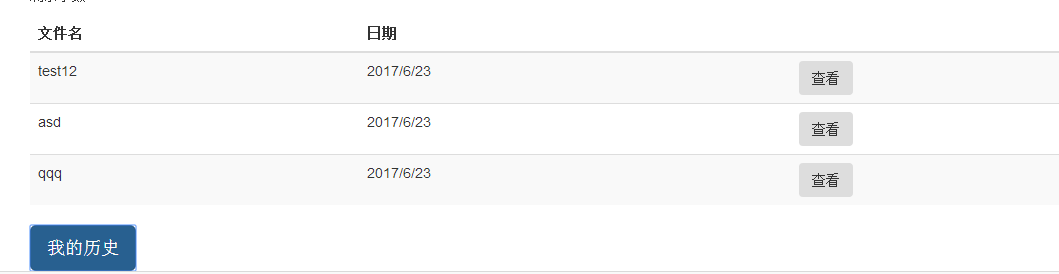 文件名 日期
test12 2017/6/23 查看
asd 2017/6/23 查看
qqq 2017/6/23 查看
我的历史